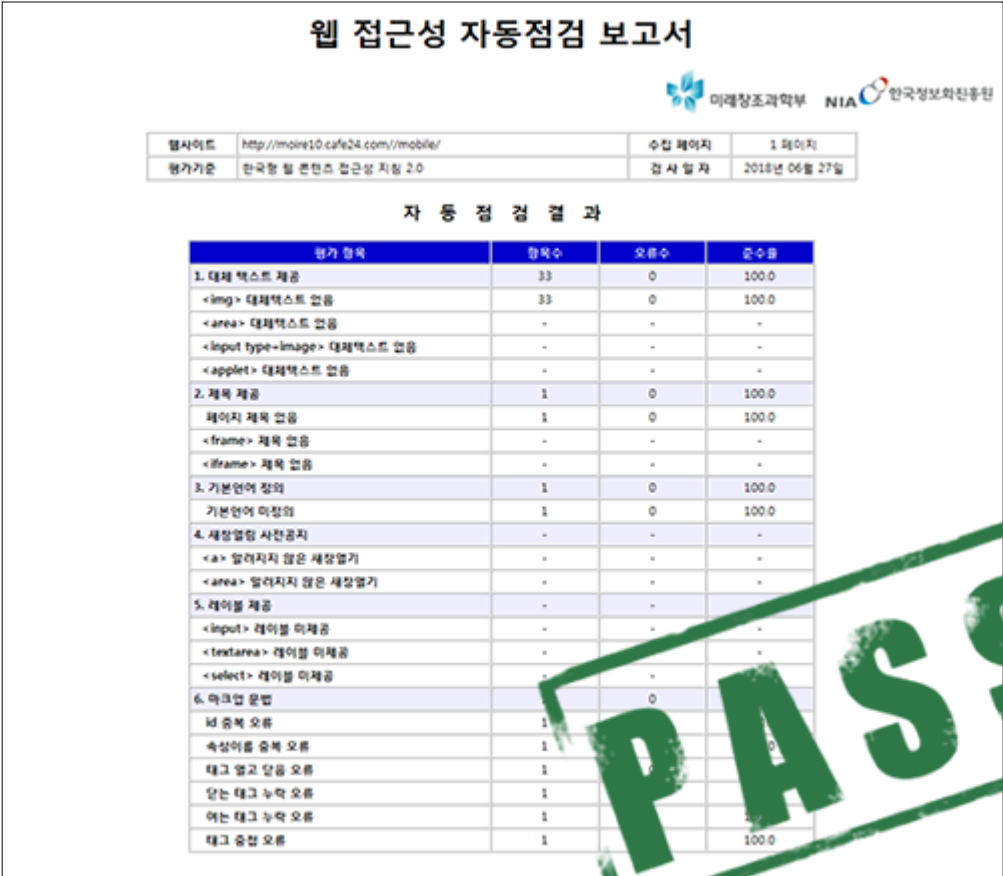 웹 접근성 자동점검 보고서
미래창조과학부 NIA 한국정보화진흥원
웹사이트 http://moire10.cafe24.com//mobile/ 수집 페이지 1 페이지
평가기준 한국형 웹 콘텐츠 접근성 지침 2.0 검 사 일 자 2018년 06월 27일
자 동 점 검 결 과
평가 항목 항목수 오류수 준수율
1. 대체 텍스트 제공 33 0 100.0
<img> 대체텍스트 없음 33 0 100.0
<area> 대체텍스트 없음 - - -
<input type=image> 대체텍스트 없음 - - -
<applet> 대체텍스트 없음 - - -
2. 제목 제공 1 0 100.0
페이지 제목 없음 1 0 100.0
<frame> 제목 없음 - - -
<iframe> 제목 없음 - - -
3. 기본언어 정의 1 0 100.0
기본언어 미정의 1 0 100.0
4. 새창열림 사전공지 - - -
<a> 알려지지 않은 새창열기 - - -
<area> 알려지지 않은 새창열기 - - -
5. 레이블 제공 - - -
<input> 레이블 미제공 - - -
<textarea> 레이블 미제공 - -
<select> 레이블 미제공 - -
6. 마크업 문법 0
id 중복 오류 1
속성이름 중복 오류 1
태그 열고 닫음 오류 1
닫는 태그 누락 오류 1
여는 태그 누락 오류 1
태그 중첩 오류 1 100.0
PASS